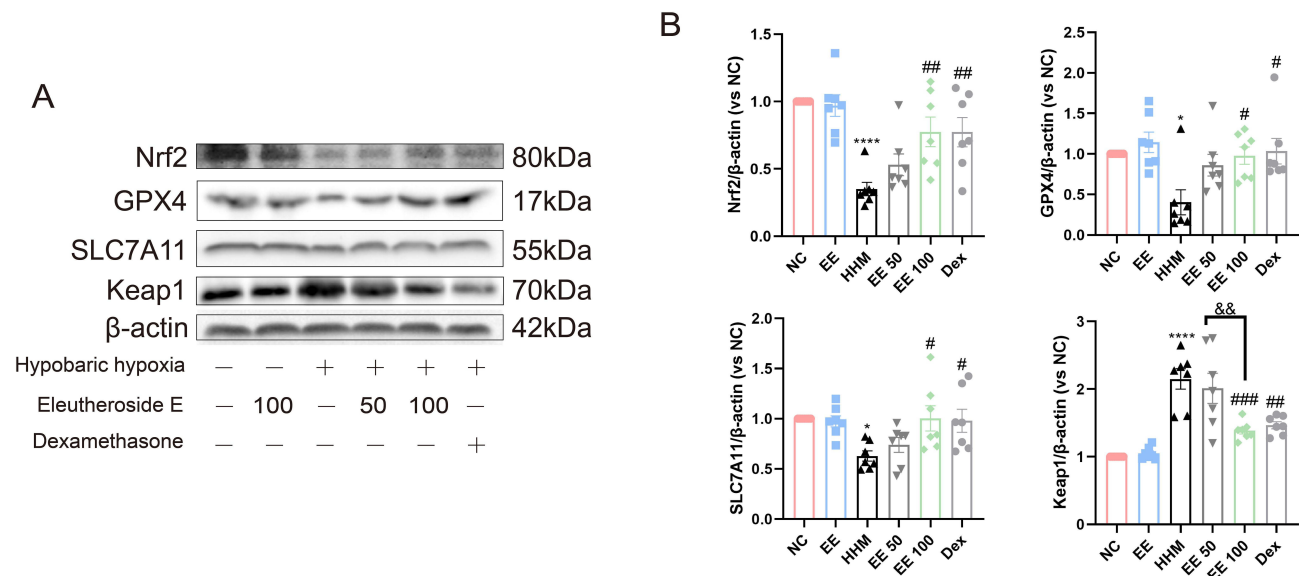 A
Nrf2 80kDa
GPX4 17kDa
SLC7A11 55kDa
Keap1 70kDa
β-actin 42kDa
Hypobaric hypoxia — — + + + +
Eleutheroside E — 100 — 50 100 —
Dexamethasone — — — — — +
B
Nrf2/β-actin (vs NC)
1.5
1.0
0.5
0.0
****
##
##
NC EE HHM EE 50 EE 100 Dex
GPX4/β-actin (vs NC)
2.5
2.0
1.5
1.0
0.5
0.0
*
#
#
NC EE HHM EE 50 EE 100 Dex
SLC7A11/β-actin (vs NC)
2.0
1.5
1.0
0.5
0.0
*
#
#
NC EE HHM EE 50 EE 100 Dex
Keap1/β-actin (vs NC)
3
2
1
0
****
&&
###
##
NC EE HHM EE 50 EE 100 Dex